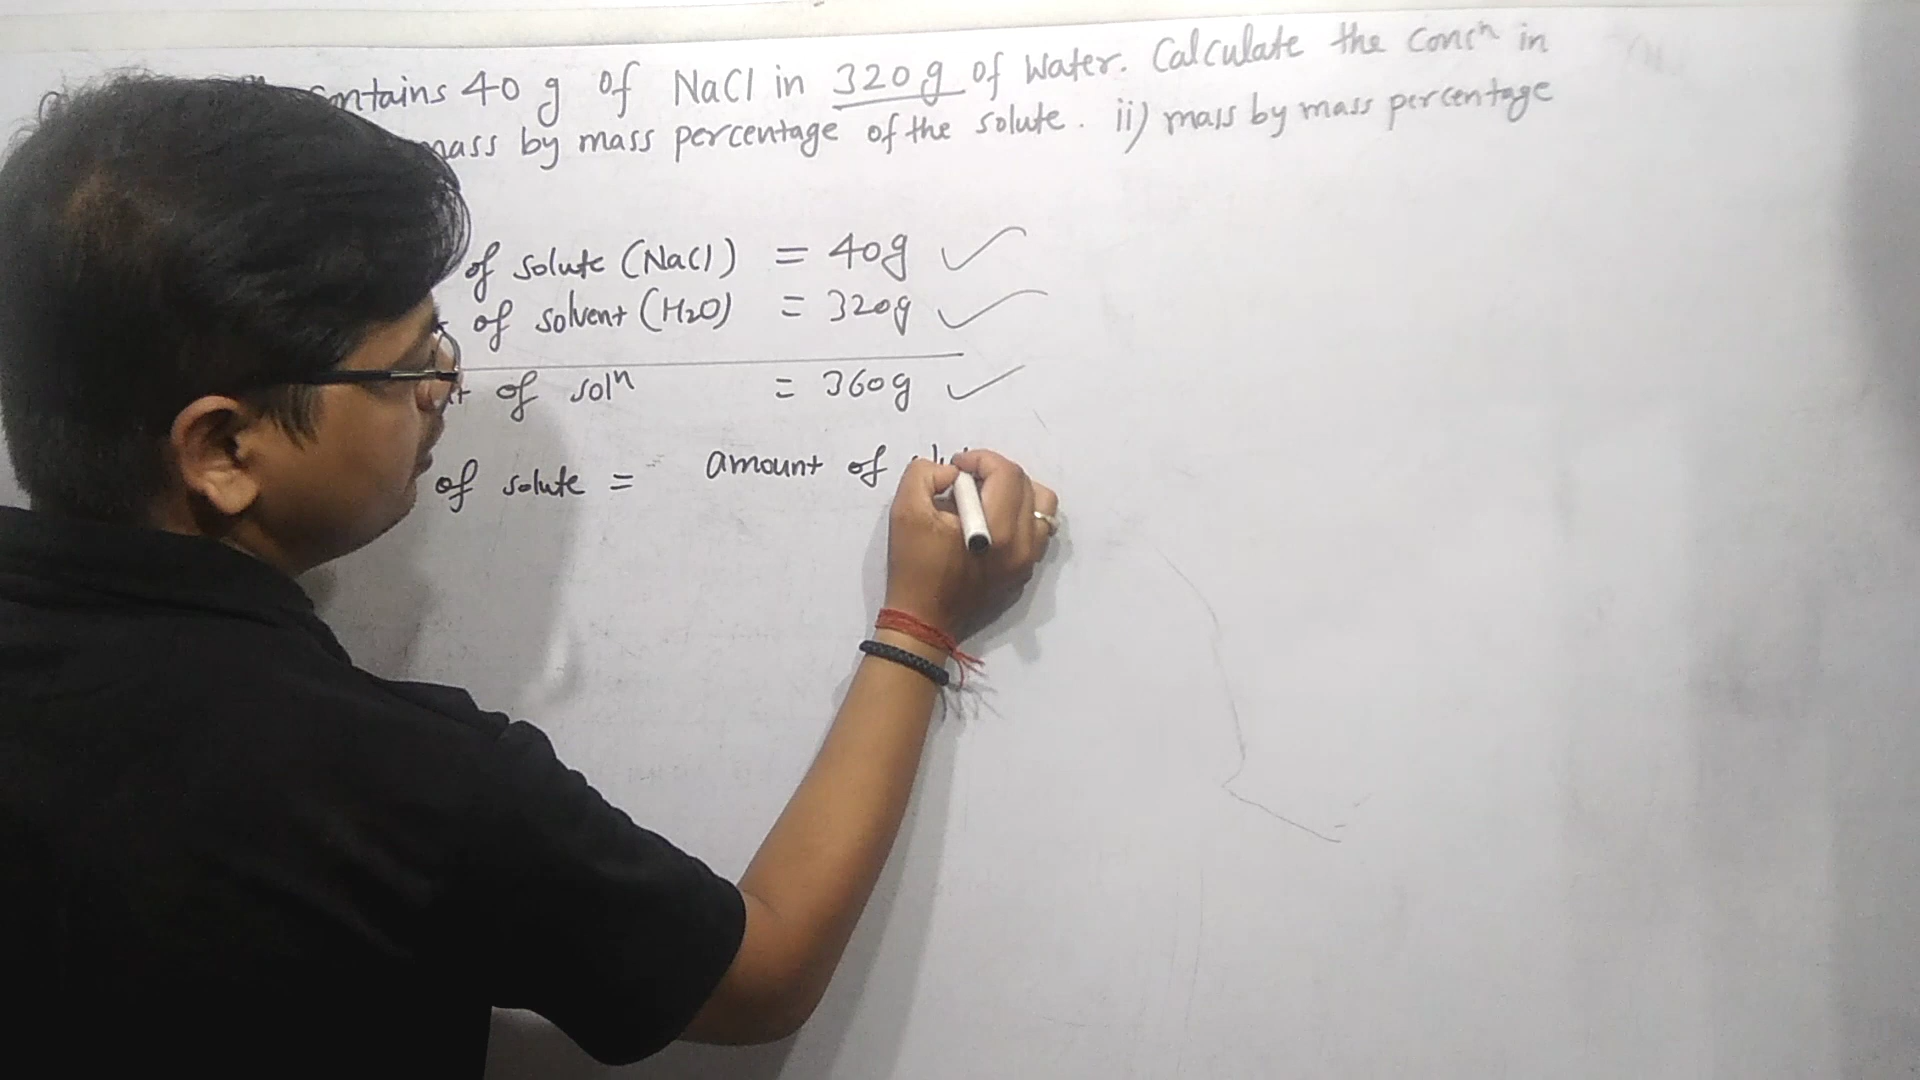 contains 40 g of NaCl in 320g of Water. Calculate the concⁿ in
mass by mass percentage of the solute. ii) mass by mass percentage
of solute (NaCl) = 40g ✓
of solvent (H₂O) = 320g ✓
of solⁿ = 360g ✓
of solute = amount of